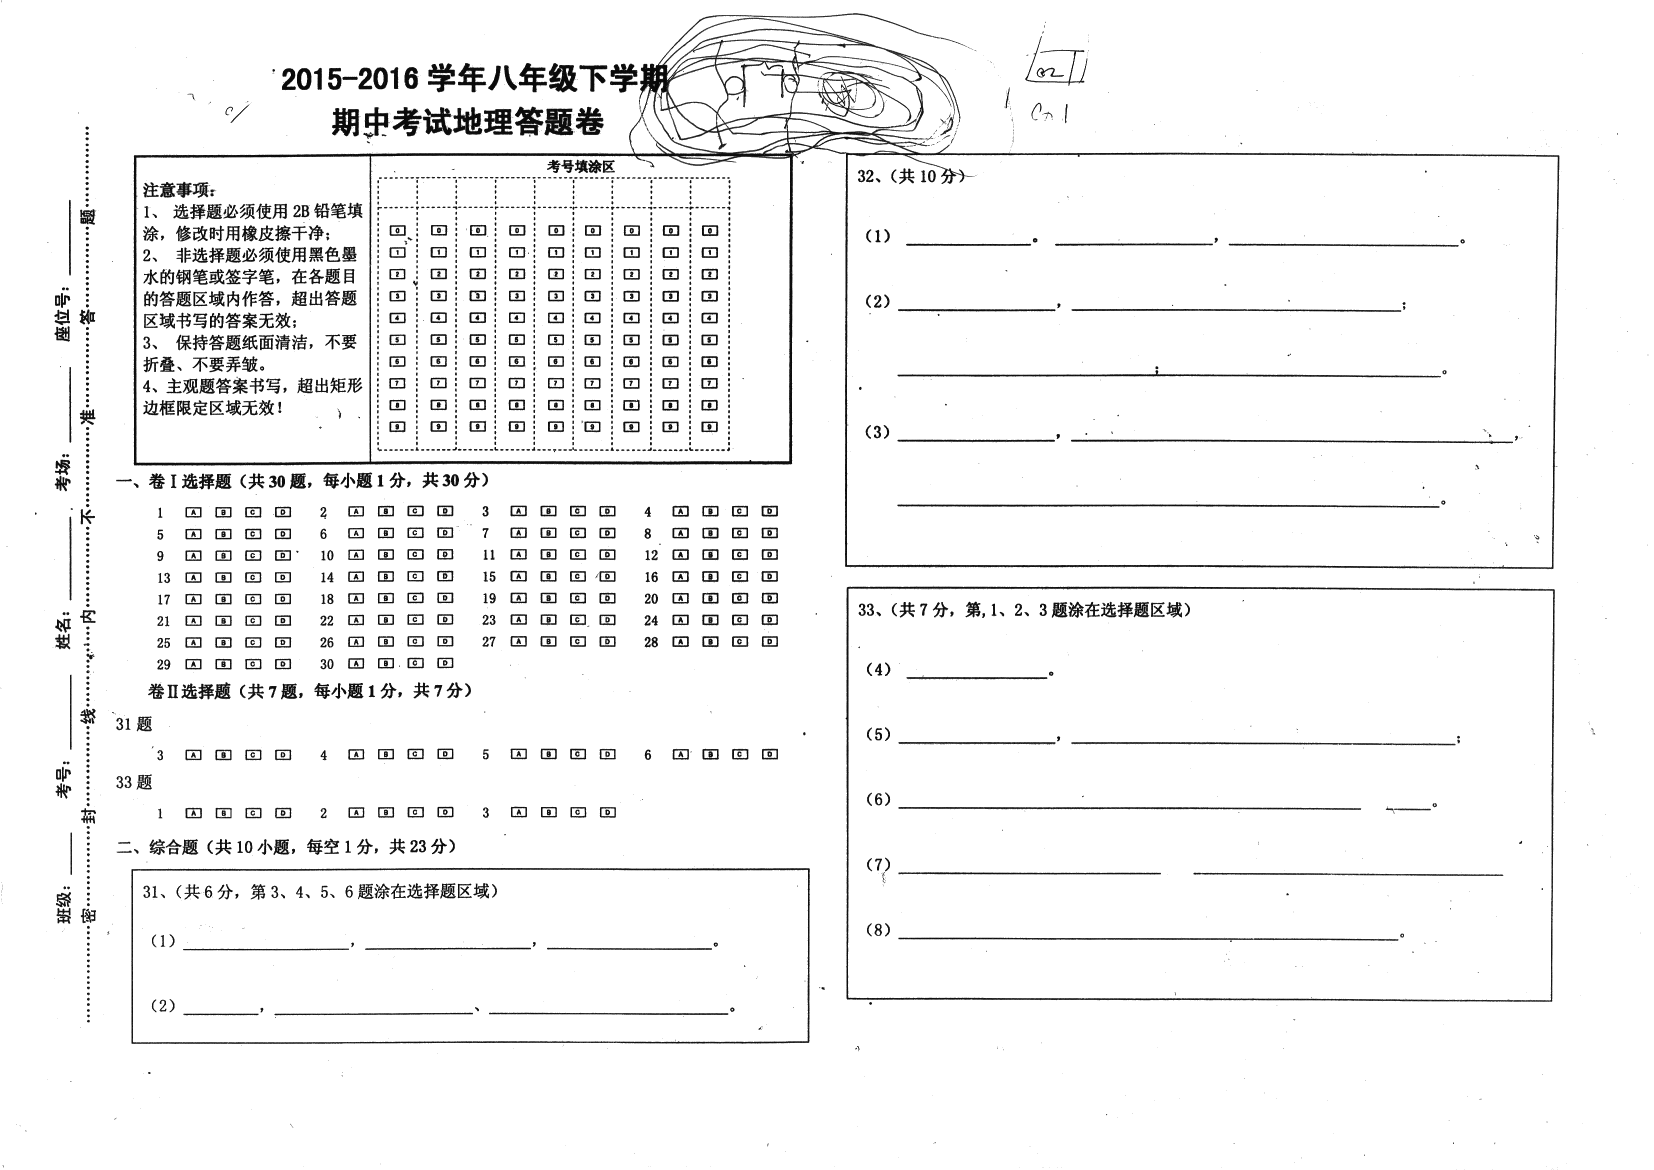 2015-2016 学年八年级下学期
期中考试地理答题卷
班级：______ 考号：________ 姓名：________ 考场：________ 座位号：________
密 封 线 内 不 准 答 题
注意事项：
1、 选择题必须使用 2B 铅笔填
涂，修改时用橡皮擦干净；
2、 非选择题必须使用黑色墨
水的钢笔或签字笔，在各题目
的答题区域内作答，超出答题
区域书写的答案无效；
3、 保持答题纸面清洁，不要
折叠、不要弄皱。
4、主观题答案书写，超出矩形
边框限定区域无效！
考号填涂区
0 0 0 0 0 0 0 0 0
1 1 1 1 1 1 1 1 1
2 2 2 2 2 2 2 2 2
3 3 3 3 3 3 3 3 3
4 4 4 4 4 4 4 4 4
5 5 5 5 5 5 5 5 5
6 6 6 6 6 6 6 6 6
7 7 7 7 7 7 7 7 7
8 8 8 8 8 8 8 8 8
9 9 9 9 9 9 9 9 9
一、卷Ⅰ选择题（共 30 题，每小题 1 分，共 30 分）
1 A B C D 2 A B C D 3 A B C D 4 A B C D
5 A B C D 6 A B C D 7 A B C D 8 A B C D
9 A B C D 10 A B C D 11 A B C D 12 A B C D
13 A B C D 14 A B C D 15 A B C D 16 A B C D
17 A B C D 18 A B C D 19 A B C D 20 A B C D
21 A B C D 22 A B C D 23 A B C D 24 A B C D
25 A B C D 26 A B C D 27 A B C D 28 A B C D
29 A B C D 30 A B C D
卷Ⅱ选择题（共 7 题，每小题 1 分，共 7 分）
31 题
3 A B C D 4 A B C D 5 A B C D 6 A B C D
33 题
1 A B C D 2 A B C D 3 A B C D
二、综合题（共 10 小题，每空 1 分，共 23 分）
31、（共 6 分，第 3、4、5、6 题涂在选择题区域）
（1）________，________，________。
（2）________，________、________。
32、（共 10 分）
（1）________。________，________。
（2）________，________；
________；________。
（3）________，________，
________。
33、（共 7 分，第,1、2、3 题涂在选择题区域）
（4）________。
（5）________，________；
（6）________ ____。
（7）________ ________
（8）________。